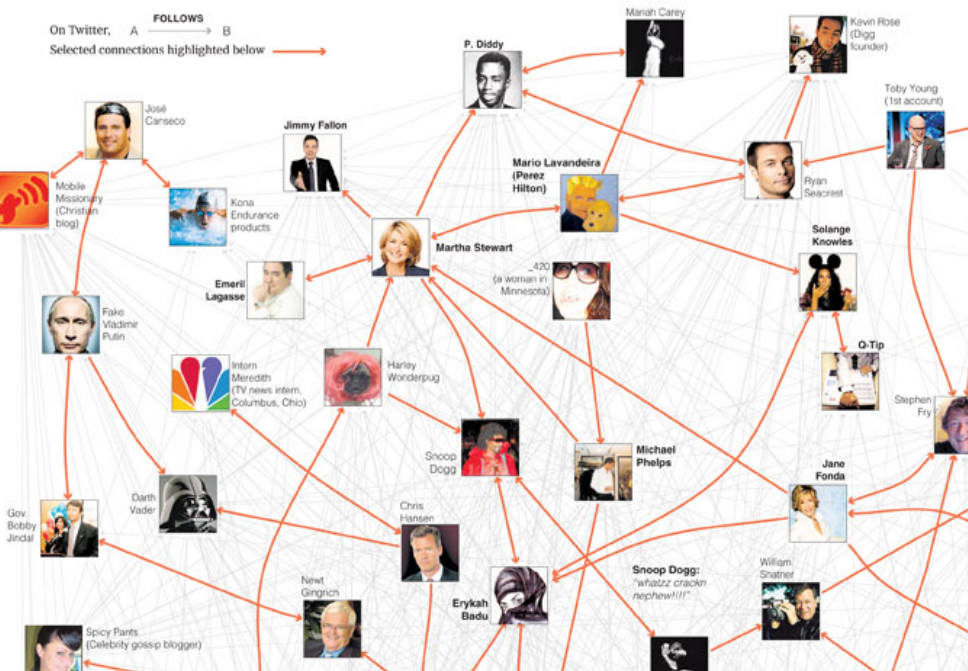 FOLLOWS
On Twitter, A B
Selected connections highlighted below
Mariah Carey
Kevin Rose
(Digg
founder)
P. Diddy
Toby Young
(1st account)
José
Canseco
Jimmy Fallon
Mario Lavandeira
(Perez
Hilton)
Ryan
Seacrest
Mobile
Missionary
(Christian
blog)
Kona
Endurance
products
Solange
Knowles
Martha Stewart
_420
(a woman in
Minnesota)
Emeril
Lagasse
Fake
Vladimir
Putin
Q-Tip
Intern
Meredith
(TV news intern,
Columbus, Ohio)
Harley
Wonderpug
Stephen
Fry
Snoop
Dogg
Michael
Phelps
Jane
Fonda
Darth
Vader
Gov.
Bobby
Jindal
Chris
Hansen
William
Shatner
Snoop Dogg:
"whatzz crackn
nephew!!!!"
Newt
Gingrich
Erykah
Badu
Spicy Pants
(Celebrity gossip blogger)